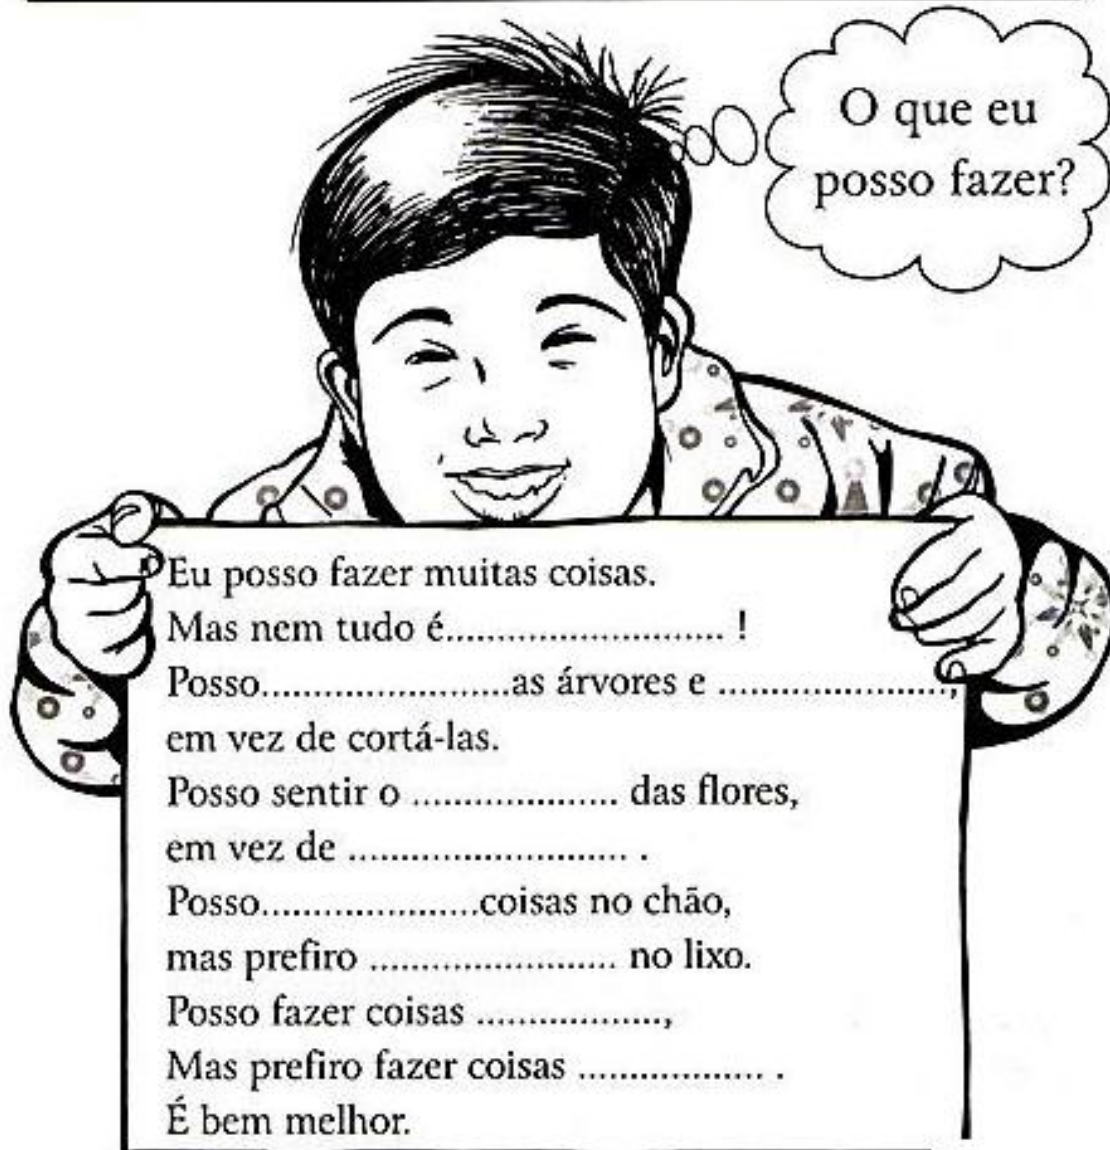 O que eu
posso fazer?
Eu posso fazer muitas coisas.
Mas nem tudo é........................... !
Posso........................as árvores e .......................,
em vez de cortá-las.
Posso sentir o .................... das flores,
em vez de ........................... .
Posso.....................coisas no chão,
mas prefiro ........................ no lixo.
Posso fazer coisas ..................,
Mas prefiro fazer coisas .................. .
É bem melhor.